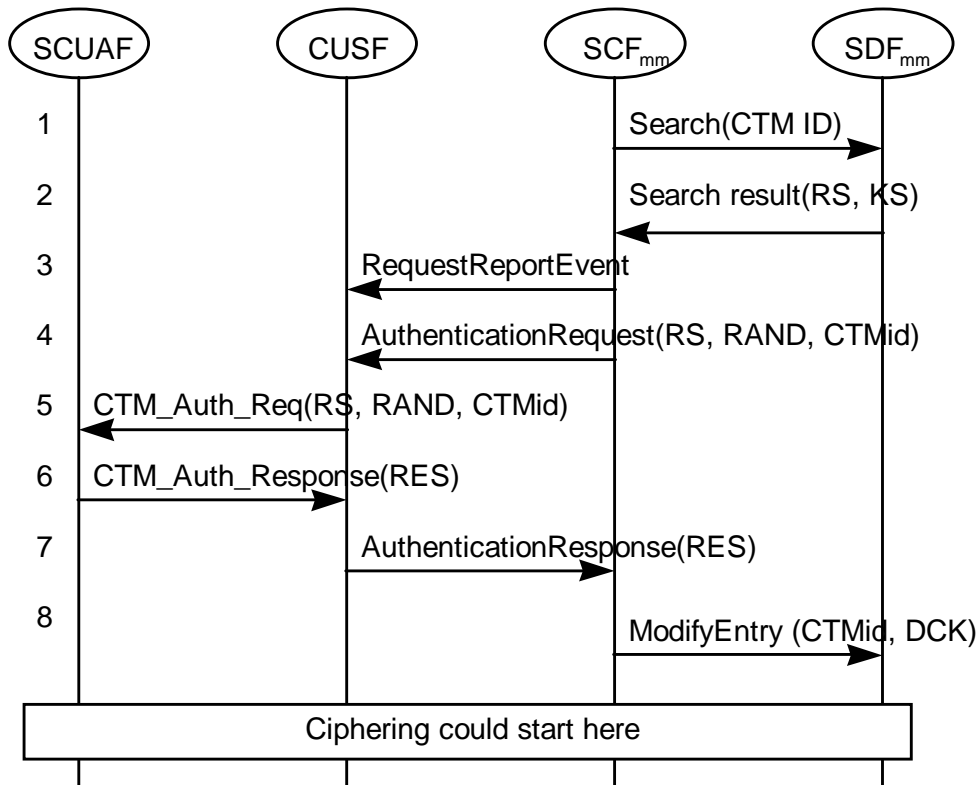 SCUAF CUSF SCFmm SDFmm
1 Search(CTM ID)
2 Search result(RS, KS)
3 RequestReportEvent
4 AuthenticationRequest(RS, RAND, CTMid)
5 CTM_Auth_Req(RS, RAND, CTMid)
6 CTM_Auth_Response(RES)
7 AuthenticationResponse(RES)
8 ModifyEntry (CTMid, DCK)
Ciphering could start here